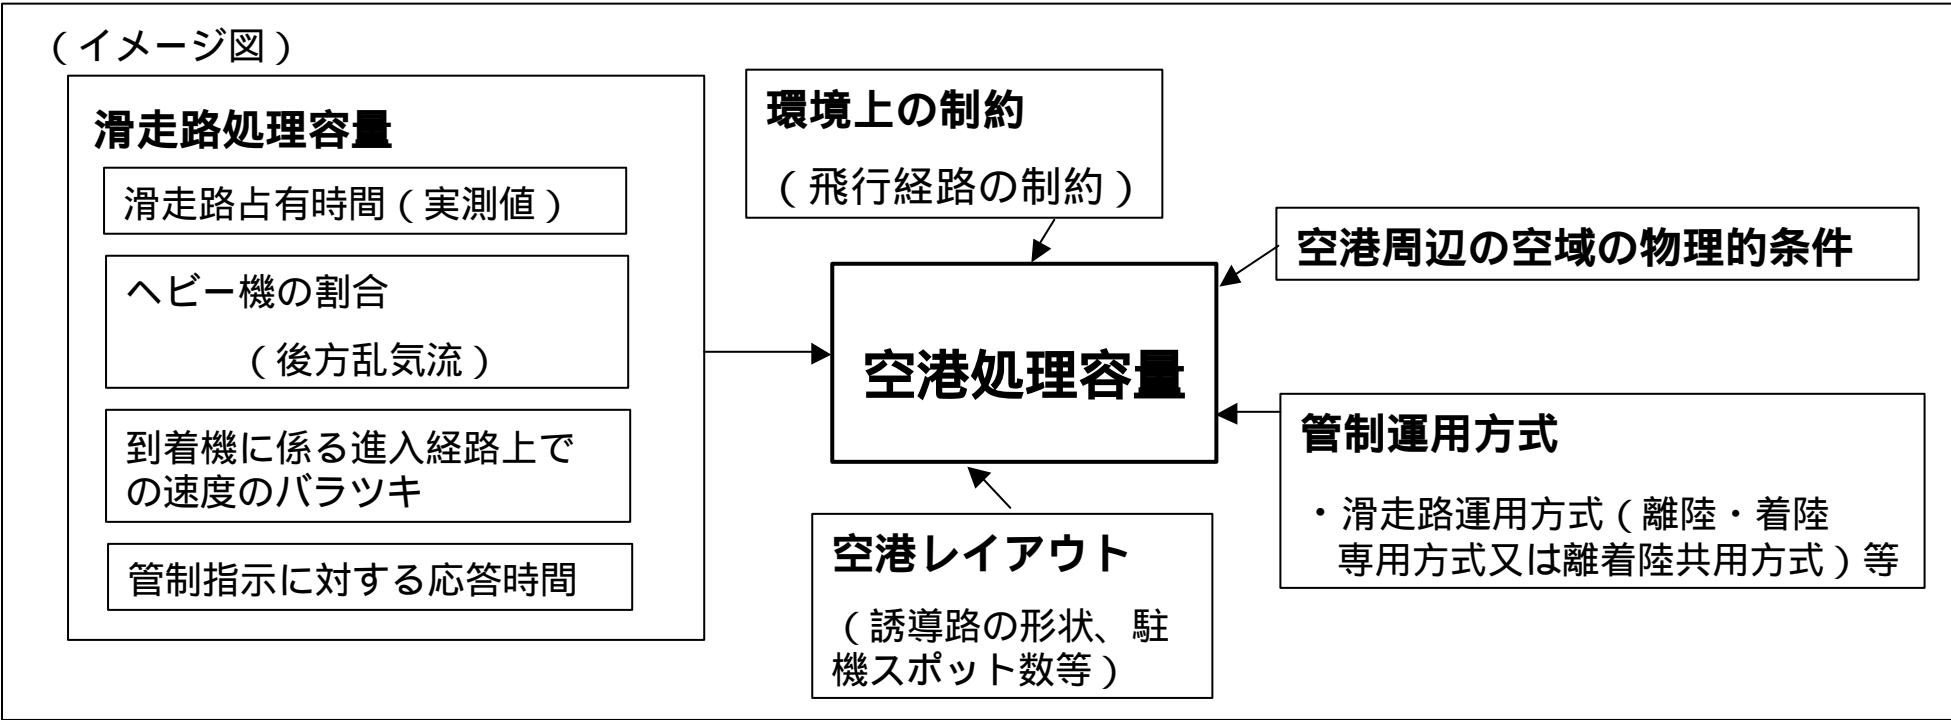 （イメージ図）
滑走路処理容量
滑走路占有時間（実測値）
ヘビー機の割合
（後方乱気流）
到着機に係る進入経路上で
の速度のバラツキ
管制指示に対する応答時間
環境上の制約
（飛行経路の制約）
空港周辺の空域の物理的条件
空港処理容量
管制運用方式
・滑走路運用方式（離陸・着陸
専用方式又は離着陸共用方式）等
空港レイアウト
（誘導路の形状、駐
機スポット数等）